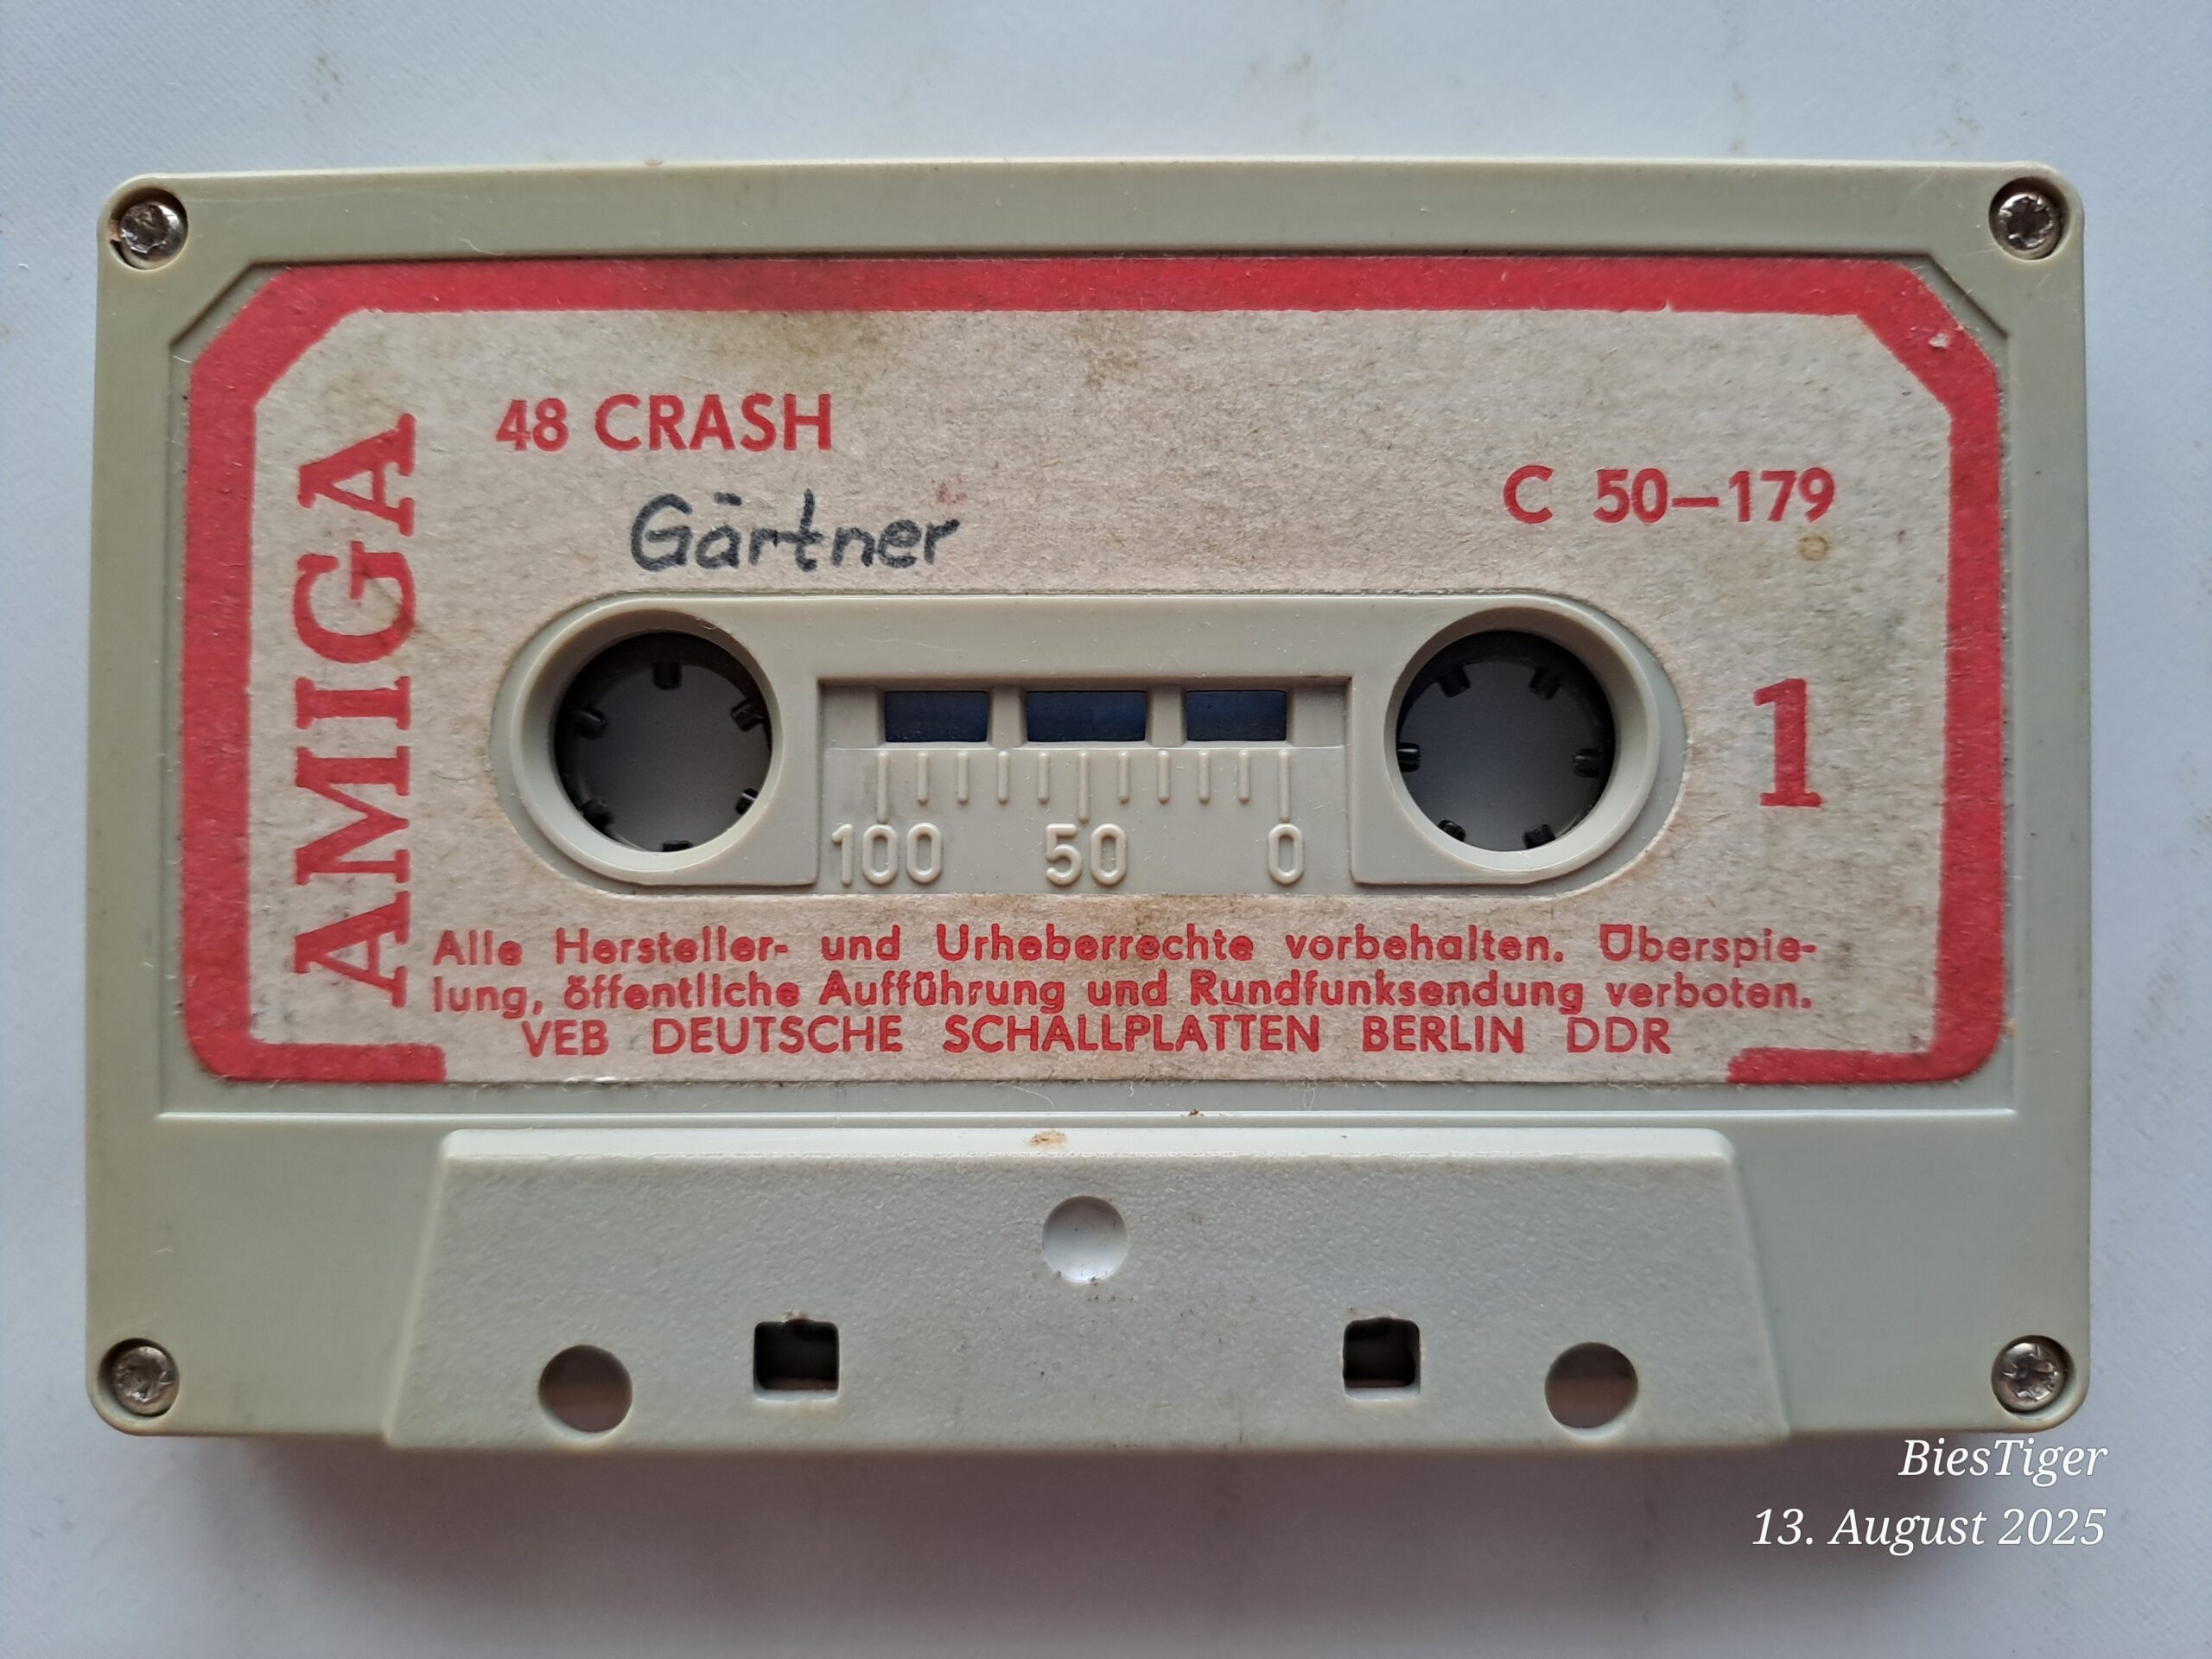 48 CRASH
Gärtner
C 50–179
AMIGA
1
100 50 0
Alle Hersteller- und Urheberrechte vorbehalten. Überspie-
lung, öffentliche Aufführung und Rundfunksendung verboten.
VEB DEUTSCHE SCHALLPLATTEN BERLIN DDR
BiesTiger
13. August 2025